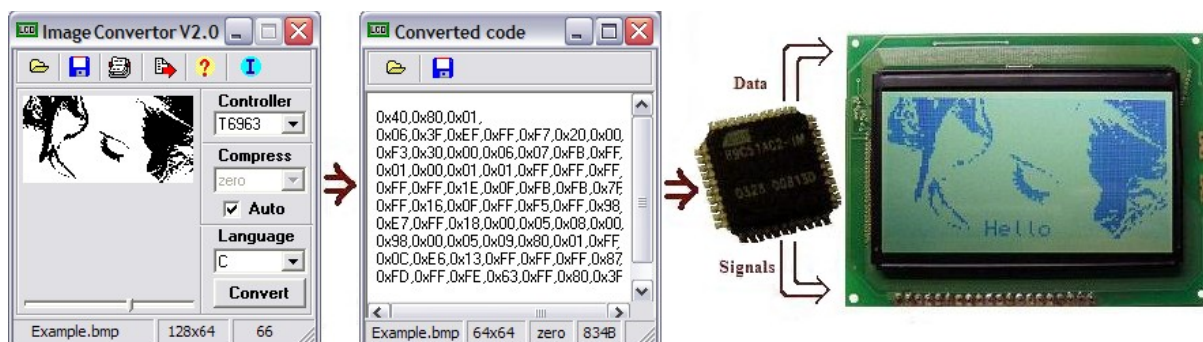 LCD Image Convertor V2.0
Controller
T6963
Compress
zero
Auto
Language
C
Convert
Example.bmp 128x64 66
LCD Converted code
0x40,0x80,0x01,
0x06,0x3F,0xEF,0xFF,0xF7,0x20,0x00,
0xF3,0x30,0x00,0x06,0x07,0xFB,0xFF,
0x01,0x00,0x01,0x01,0xFF,0xFF,0xFF,
0xFF,0xFF,0x1E,0x0F,0xFB,0xFB,0x7F
0xFF,0x16,0x0F,0xFF,0xF5,0xFF,0x98,
0xE7,0xFF,0x18,0x00,0x05,0x08,0x00,
0x98,0x00,0x05,0x09,0x80,0x01,0xFF,
0x0C,0xE6,0x13,0xFF,0xFF,0xFF,0x87,
0xFD,0xFF,0xFE,0x63,0xFF,0x80,0x3F
Example.bmp 64x64 zero 834B
Data
89C51AC2-IM
Signals
Hello